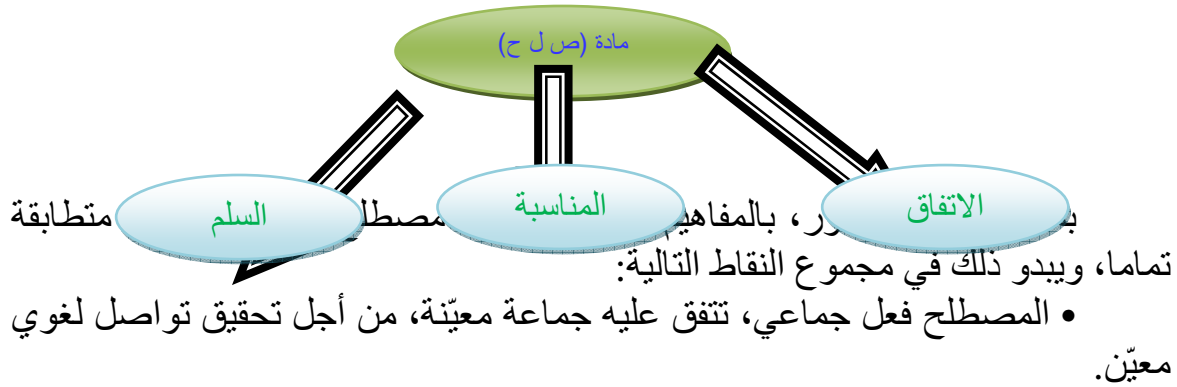 مادة (ص ل ح)
الاتفاق
المناسبة
السلم
بالمفاهيم متطابقة
تماما، ويبدو ذلك في مجموع النقاط التالية:
• المصطلح فعل جماعي، تتفق عليه جماعة معيّنة، من أجل تحقيق تواصل لغوي
معيّن.